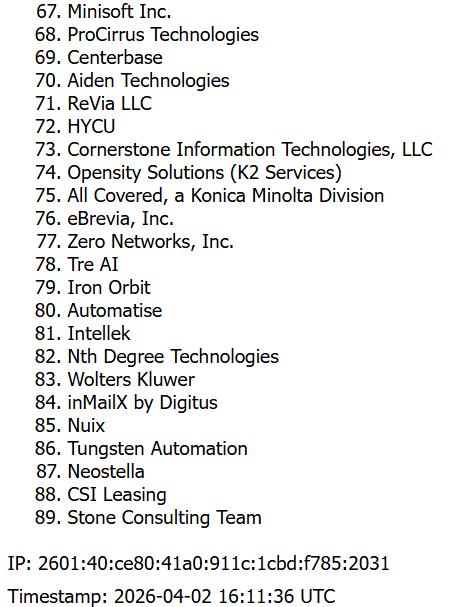 67. Minisoft Inc.
68. ProCirrus Technologies
69. Centerbase
70. Aiden Technologies
71. ReVia LLC
72. HYCU
73. Cornerstone Information Technologies, LLC
74. Opensity Solutions (K2 Services)
75. All Covered, a Konica Minolta Division
76. eBrevia, Inc.
77. Zero Networks, Inc.
78. Tre AI
79. Iron Orbit
80. Automatise
81. Intellek
82. Nth Degree Technologies
83. Wolters Kluwer
84. inMailX by Digitus
85. Nuix
86. Tungsten Automation
87. Neostella
88. CSI Leasing
89. Stone Consulting Team
IP: 2601:40:ce80:41a0:911c:1cbd:f785:2031
Timestamp: 2026-04-02 16:11:36 UTC